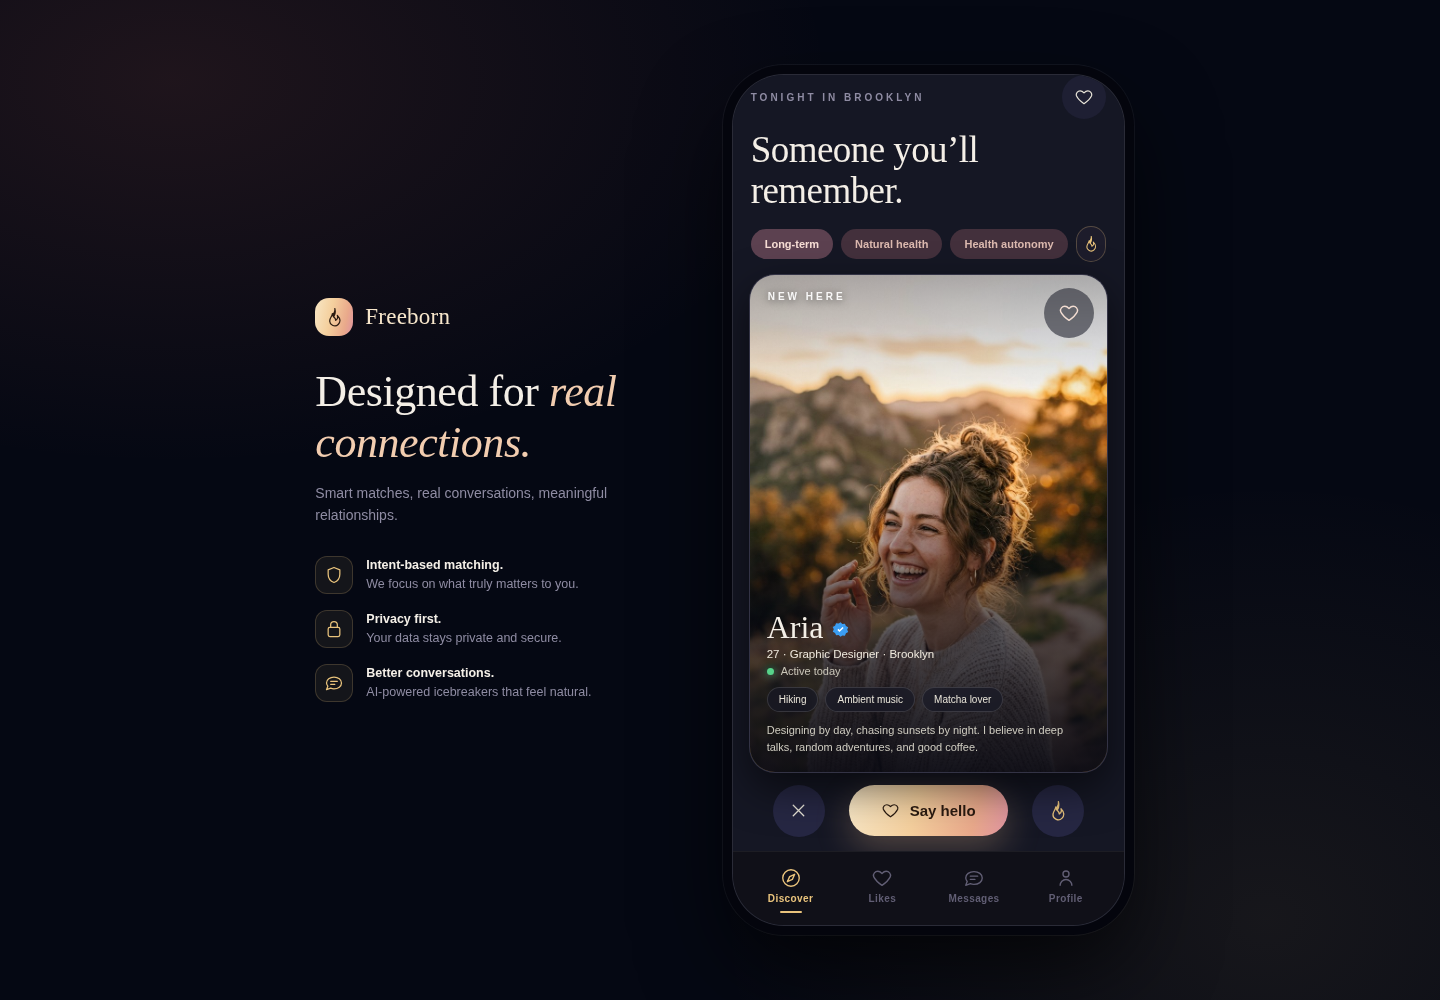 Freeborn
Designed for real
connections.
Smart matches, real conversations, meaningful
relationships.
Intent-based matching.
We focus on what truly matters to you.
Privacy first.
Your data stays private and secure.
Better conversations.
AI-powered icebreakers that feel natural.
TONIGHT IN BROOKLYN
Someone you’ll
remember.
Long-term
Natural health
Health autonomy
NEW HERE
Aria
27 · Graphic Designer · Brooklyn
Active today
Hiking
Ambient music
Matcha lover
Designing by day, chasing sunsets by night. I believe in deep
talks, random adventures, and good coffee.
Say hello
Discover
Likes
Messages
Profile